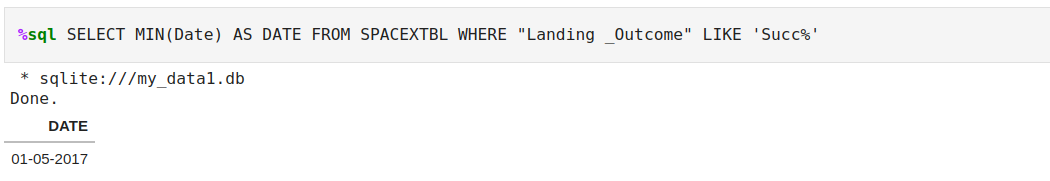 %sql SELECT MIN(Date) AS DATE FROM SPACEXTBL WHERE "Landing _Outcome" LIKE 'Succ%'
* sqlite:///my_data1.db
Done.
DATE
01-05-2017